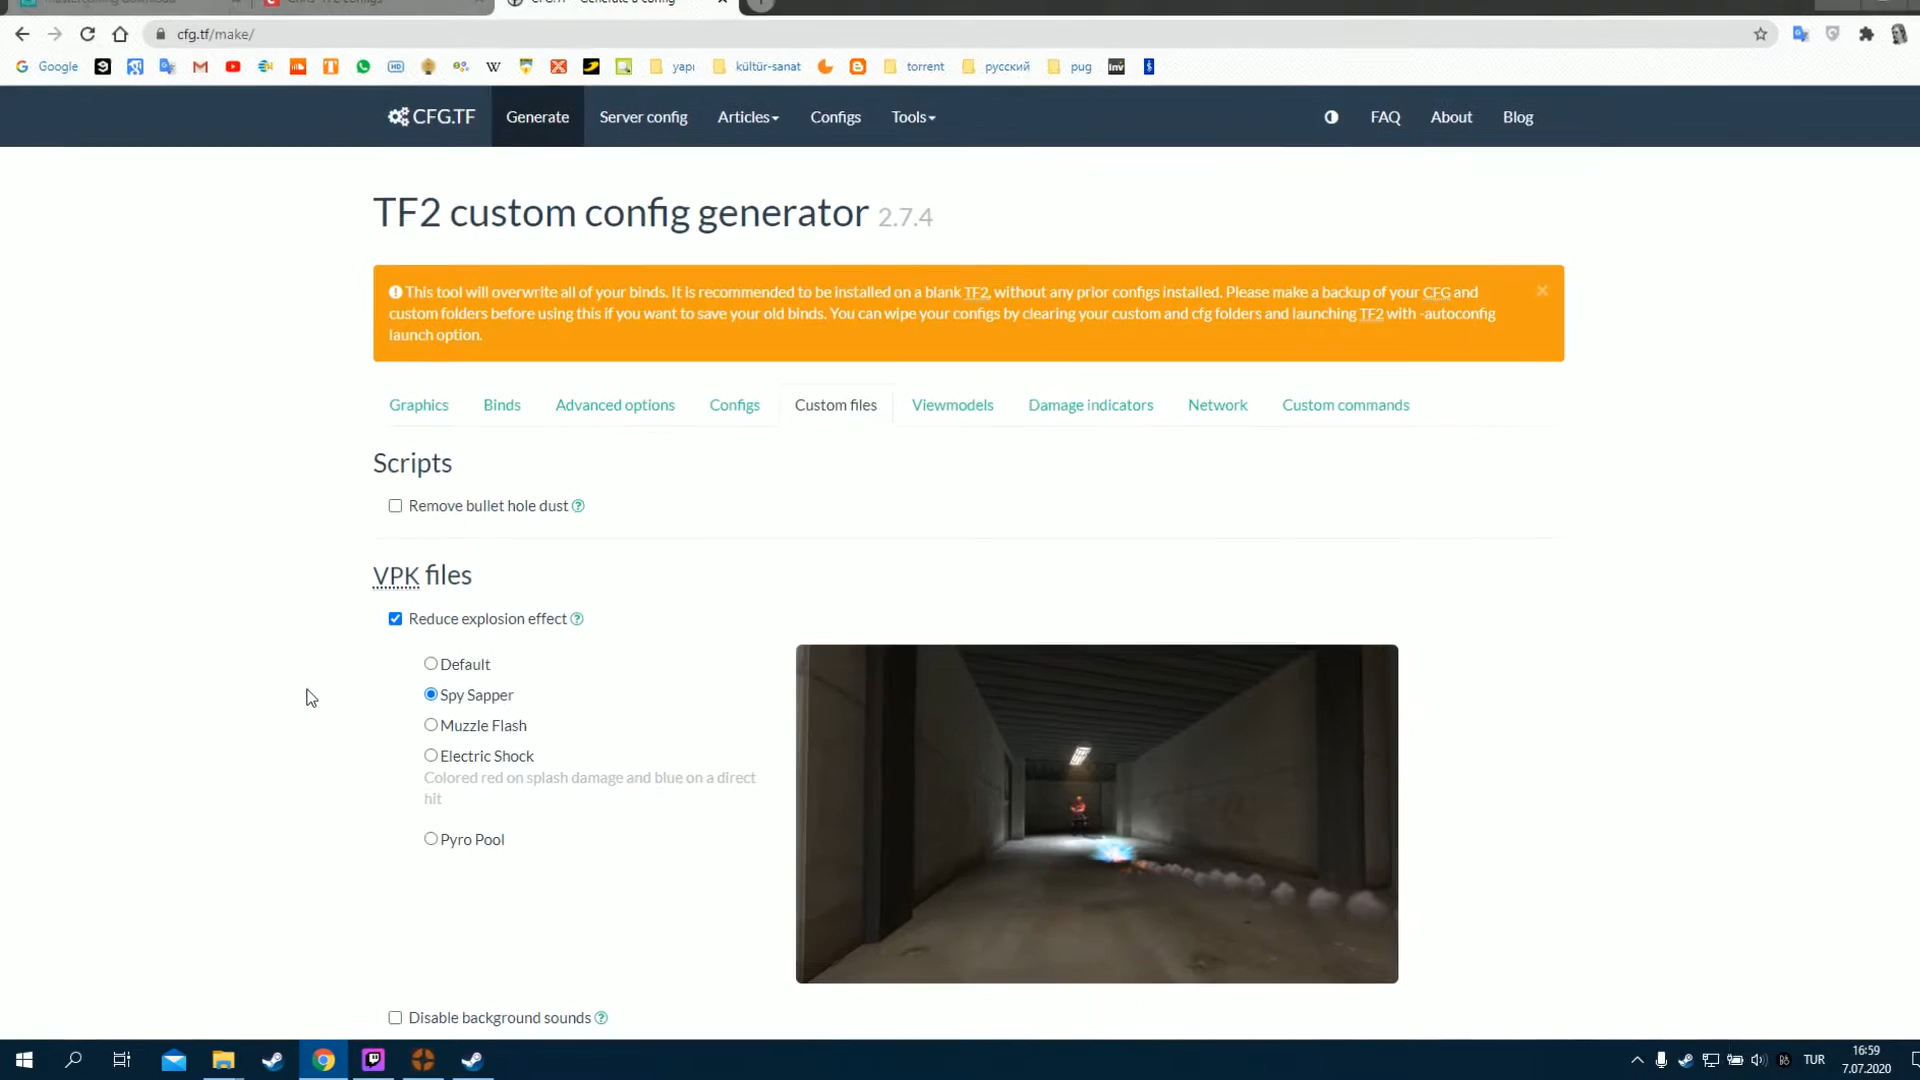 cfg.tf/make/
Google yapı kültür-sanat torrent русский pug Inv
CFG.TF Generate Server config Articles Configs Tools FAQ About Blog
TF2 custom config generator 2.7.4
This tool will overwrite all of your binds. It is recommended to be installed on a blank TF2, without any prior configs installed. Please make a backup of your CFG and
custom folders before using this if you want to save your old binds. You can wipe your configs by clearing your custom and cfg folders and launching TF2 with -autoconfig
launch option.
Graphics Binds Advanced options Configs Custom files Viewmodels Damage indicators Network Custom commands
Scripts
Remove bullet hole dust
VPK files
Reduce explosion effect
Default
Spy Sapper
Muzzle Flash
Electric Shock
Colored red on splash damage and blue on a direct
hit
Pyro Pool
Disable background sounds
TUR
16:59
7.07.2020